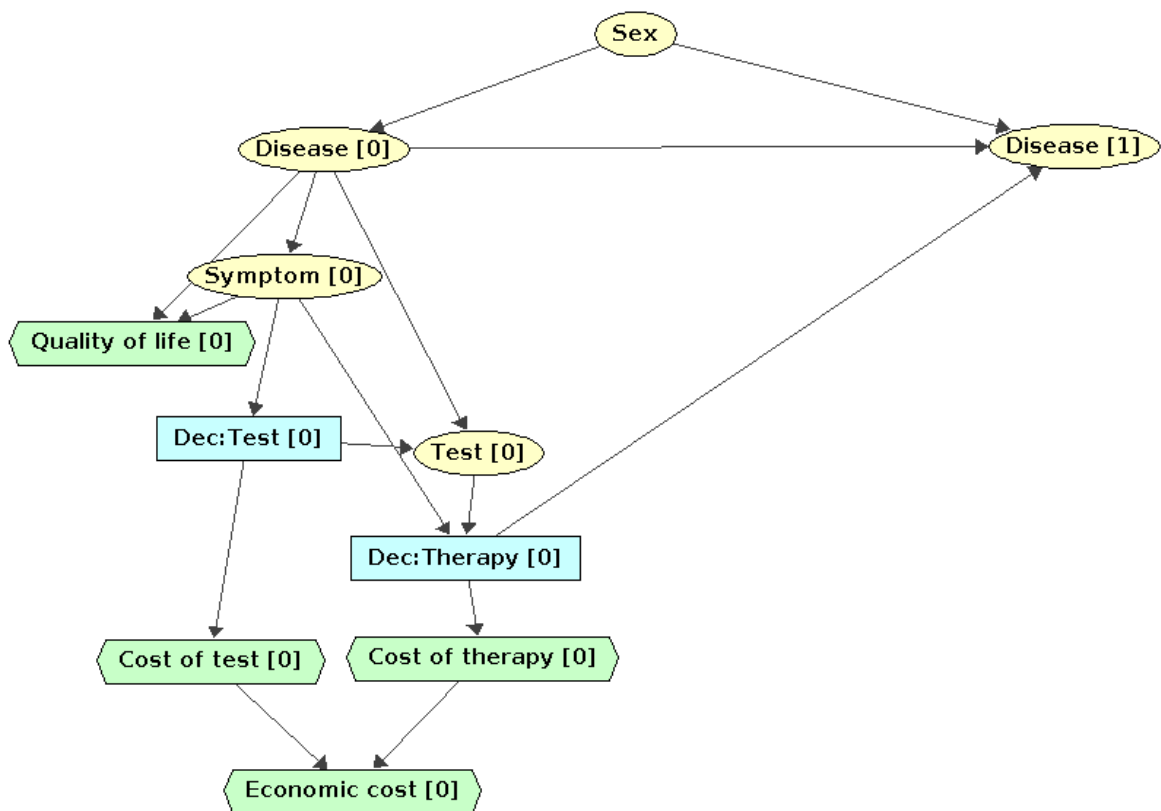 Sex
Disease [0]
Disease [1]
Symptom [0]
Quality of life [0]
Dec:Test [0]
Test [0]
Dec:Therapy [0]
Cost of test [0]
Cost of therapy [0]
Economic cost [0]